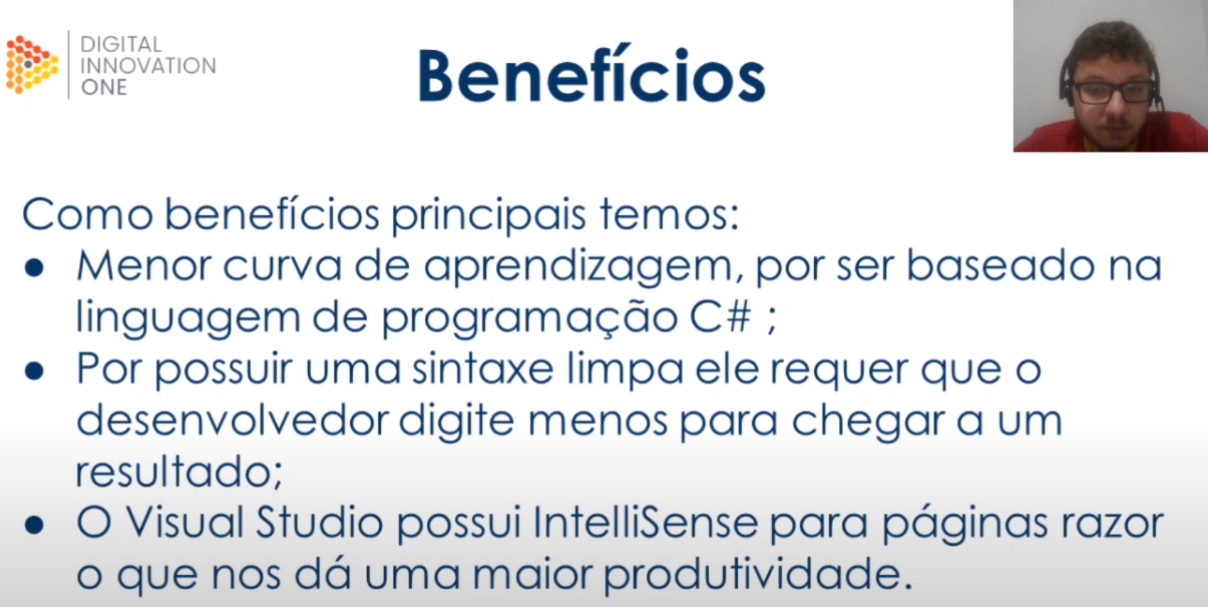 DIGITAL
INNOVATION
ONE
Benefícios
Como benefícios principais temos:
● Menor curva de aprendizagem, por ser baseado na
linguagem de programação C# ;
● Por possuir uma sintaxe limpa ele requer que o
desenvolvedor digite menos para chegar a um
resultado;
● O Visual Studio possui IntelliSense para páginas razor
o que nos dá uma maior produtividade.